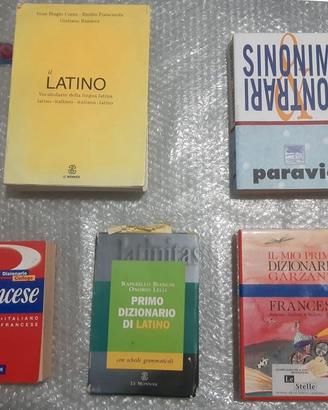 Gian Biagio Conte - Emilio Pianezzola
Giuliano Ranucci
il
LATINO
Vocabolario della lingua latina
latino-italiano · italiano-latino
LE MONNIER
SINONIMI
&
CONTRARI
paravia
Dizionario
ITALIANO
FRANCESE
latinitas
RAFFAELLO BIANCHI
ONORIO LELLI
PRIMO
DIZIONARIO
DI LATINO
con schede grammaticali
LE MONNIER
IL MIO PRIMO
DIZIONARIO
GARZANTI
FRANCESE
Le
Stelle